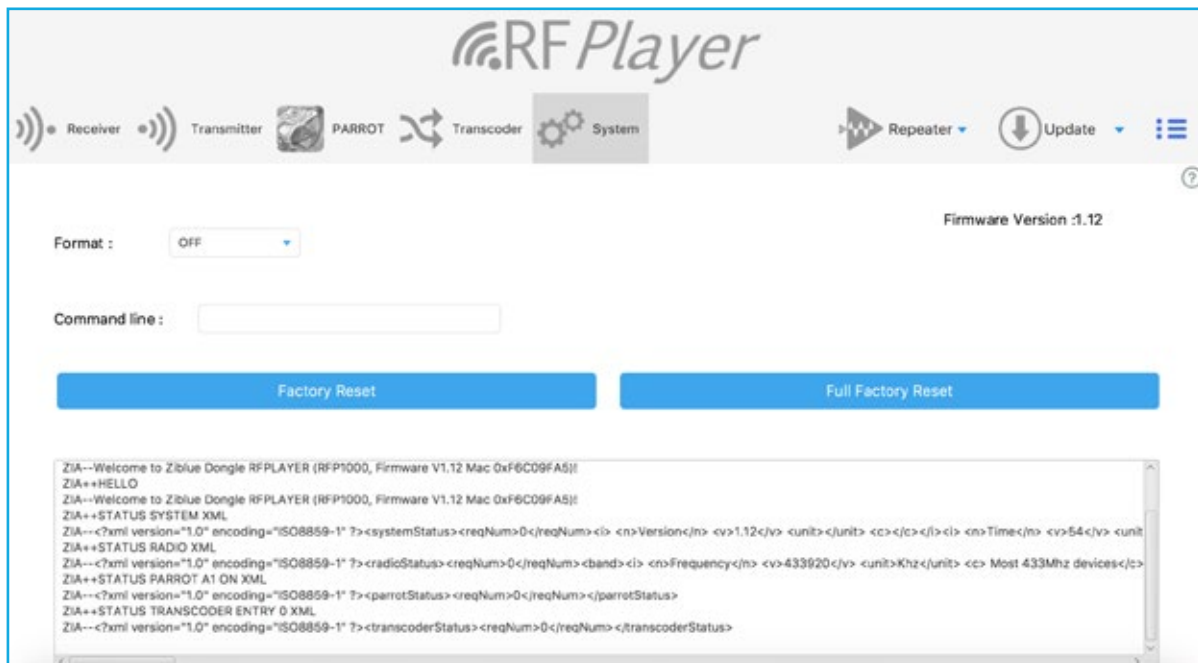 RFPlayer
Receiver Transmitter PARROT Transcoder System Repeater Update
?
Firmware Version :1.12
Format : OFF
Command line :
Factory Reset Full Factory Reset
ZIA--Welcome to Ziblue Dongle RFPLAYER (RFP1000, Firmware V1.12 Mac 0xF6C09FA5)!
ZIA++HELLO
ZIA--Welcome to Ziblue Dongle RFPLAYER (RFP1000, Firmware V1.12 Mac 0xF6C09FA5)!
ZIA++STATUS SYSTEM XML
ZIA--<?xml version="1.0" encoding="ISO8859-1" ?><systemStatus><reqNum>0</reqNum><i> <n>Version</n> <v>1.12</v> <unit></unit> <c></c></i><i> <n>Time</n> <v>54</v> <unit
ZIA++STATUS RADIO XML
ZIA--<?xml version="1.0" encoding="ISO8859-1" ?><radioStatus><reqNum>0</reqNum><band><i> <n>Frequency</n> <v>433920</v> <unit>Khz</unit> <c> Most 433Mhz devices</c>
ZIA++STATUS PARROT A1 ON XML
ZIA--<?xml version="1.0" encoding="ISO8859-1" ?><parrotStatus><reqNum>0</reqNum></parrotStatus>
ZIA++STATUS TRANSCODER ENTRY 0 XML
ZIA--<?xml version="1.0" encoding="ISO8859-1" ?><transcoderStatus><reqNum>0</reqNum></transcoderStatus>